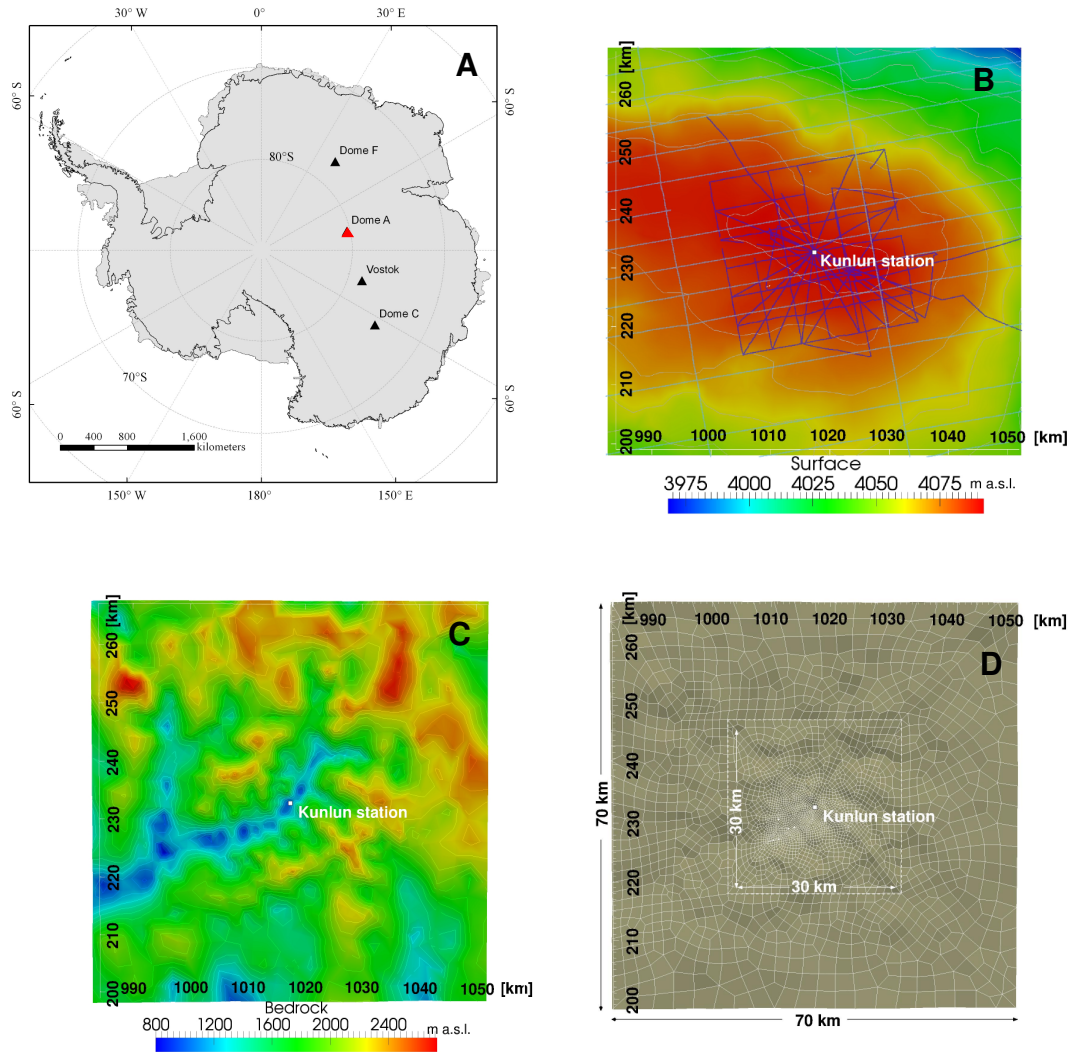 30° W
0°
30° E
A
60° S
60° S
Dome F
80°S
Dome A
Vostok
Dome C
70°S
60° S
60° S
0 400 800 1,600
kilometers
150° W
180°
150° E
B
[km]
260
250
240
230
220
210
200
Kunlun station
990 1000 1010 1020 1030 1040 1050 [km]
Surface
3975 4000 4025 4050 4075 m a.s.l.
C
[km]
260
250
240
230
220
210
200
Kunlun station
990 1000 1010 1020 1030 1040 1050 [km]
Bedrock
800 1200 1600 2000 2400 m a.s.l.
D
[km]
990 1000 1010 1020 1030 1040 1050 [km]
260
250
240
230
220
210
200
Kunlun station
30 km
30 km
70 km
70 km